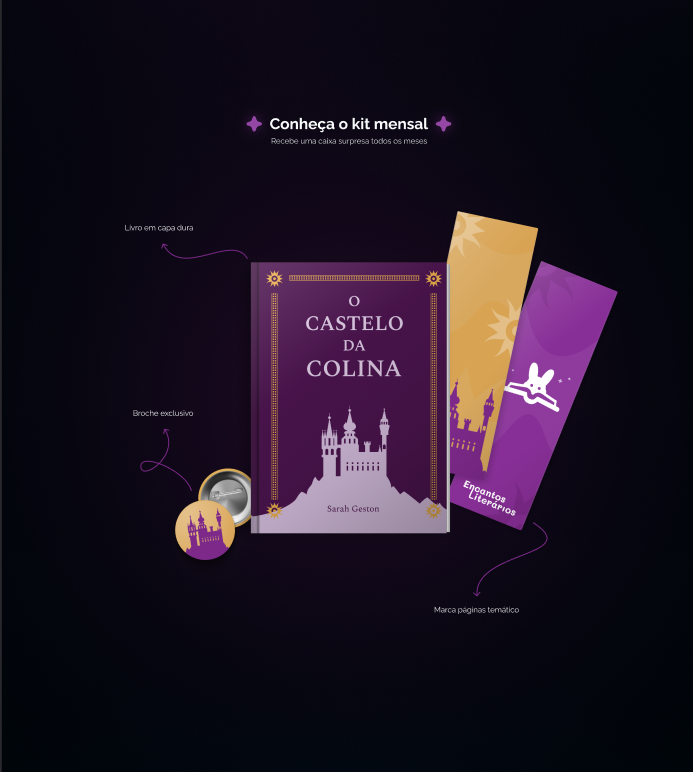 Conheça o kit mensal
Recebe uma caixa surpresa todos os meses
Livro em capa dura
O
CASTELO
DA
COLINA
Sarah Geston
Broche exclusivo
Encantos
Literários
Marca páginas temático